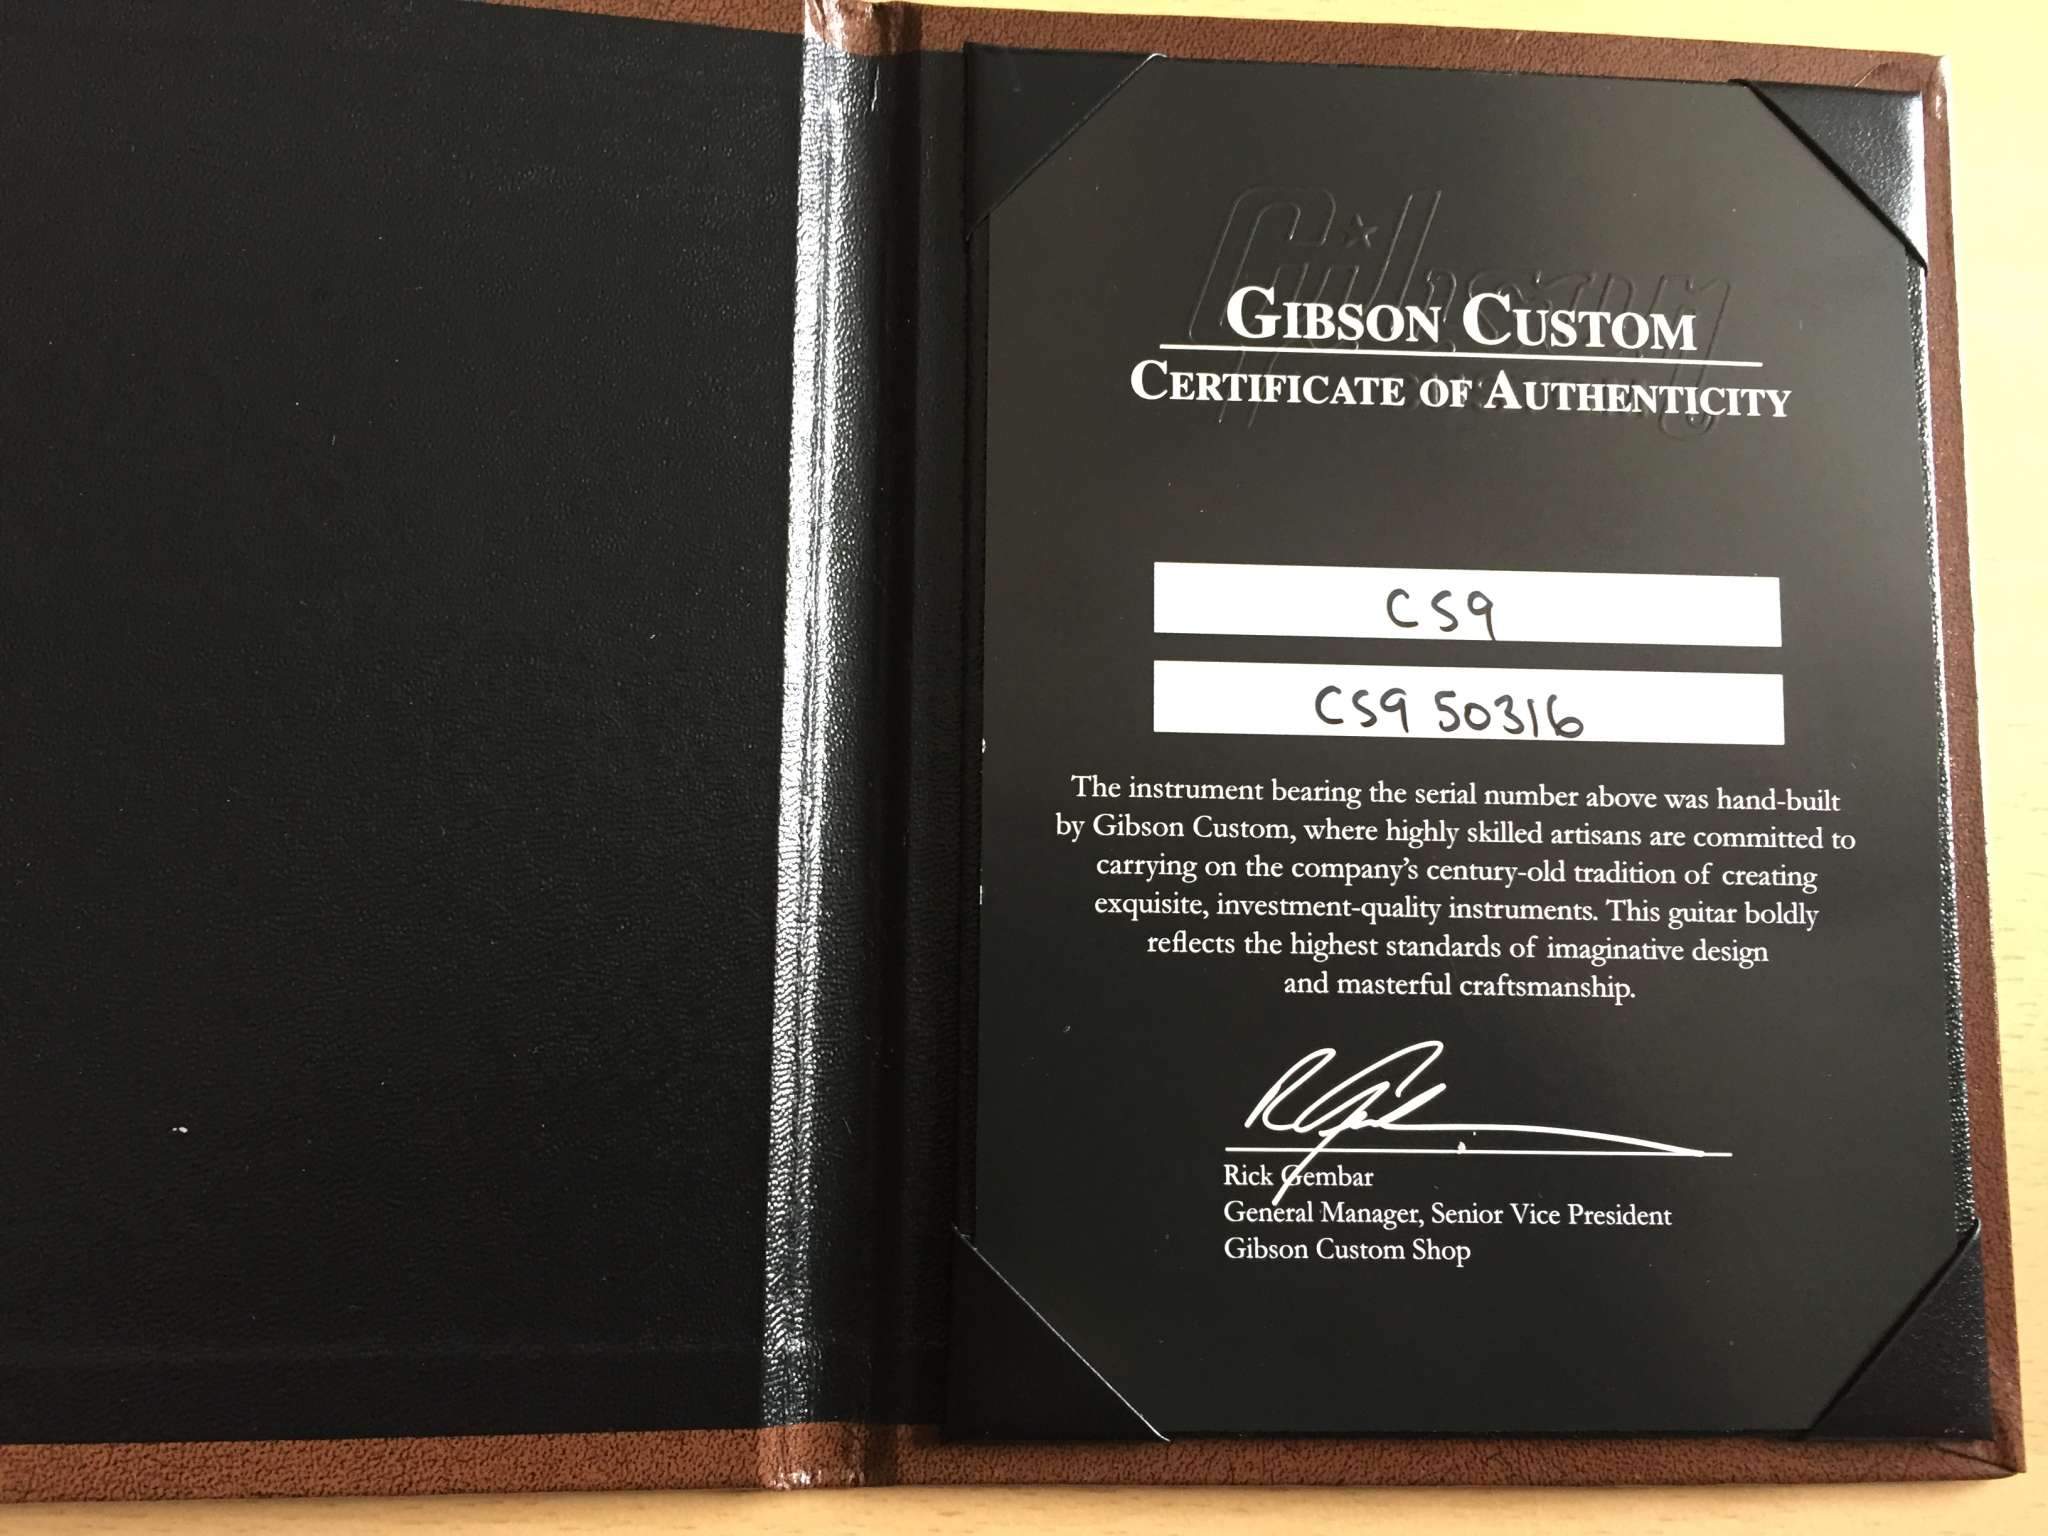 Gibson
GIBSON CUSTOM
CERTIFICATE OF AUTHENTICITY
CS9
CS9 50316
The instrument bearing the serial number above was hand-built
by Gibson Custom, where highly skilled artisans are committed to
carrying on the company's century-old tradition of creating
exquisite, investment-quality instruments. This guitar boldly
reflects the highest standards of imaginative design
and masterful craftsmanship.
Rick Gembar
General Manager, Senior Vice President
Gibson Custom Shop